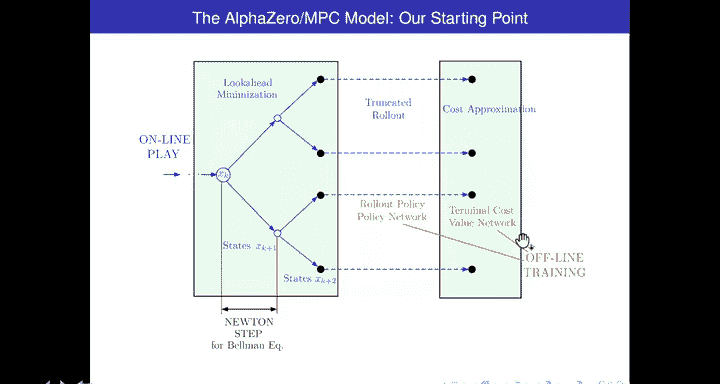 The AlphaZero/MPC Model: Our Starting Point
Lookahead
Minimization
Truncated
Rollout
Cost Approximation
ON-LINE
PLAY
x_k
Rollout Policy
Policy Network
Terminal Cost
Value Network
States x_{k+1}
States x_{k+2}
OFF-LINE
TRAINING
NEWTON
STEP
for Bellman Eq.